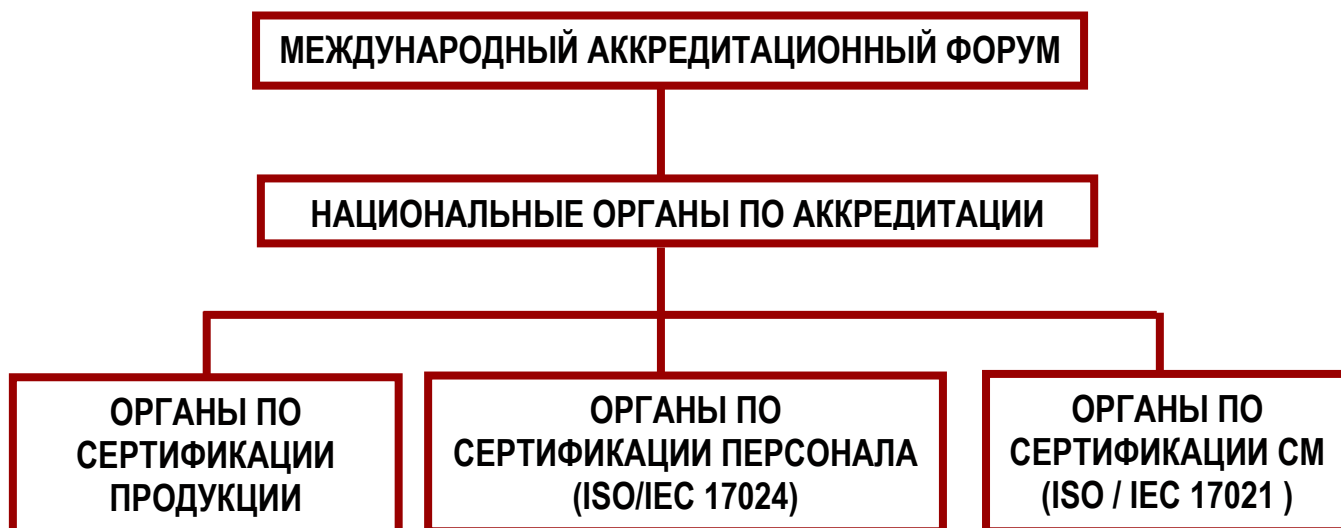 МЕЖДУНАРОДНЫЙ АККРЕДИТАЦИОННЫЙ ФОРУМ
НАЦИОНАЛЬНЫЕ ОРГАНЫ ПО АККРЕДИТАЦИИ
ОРГАНЫ ПО
СЕРТИФИКАЦИИ
ПРОДУКЦИИ
ОРГАНЫ ПО
СЕРТИФИКАЦИИ ПЕРСОНАЛА
(ISO/IEC 17024)
ОРГАНЫ ПО
СЕРТИФИКАЦИИ СМ
(ISO / IEC 17021 )